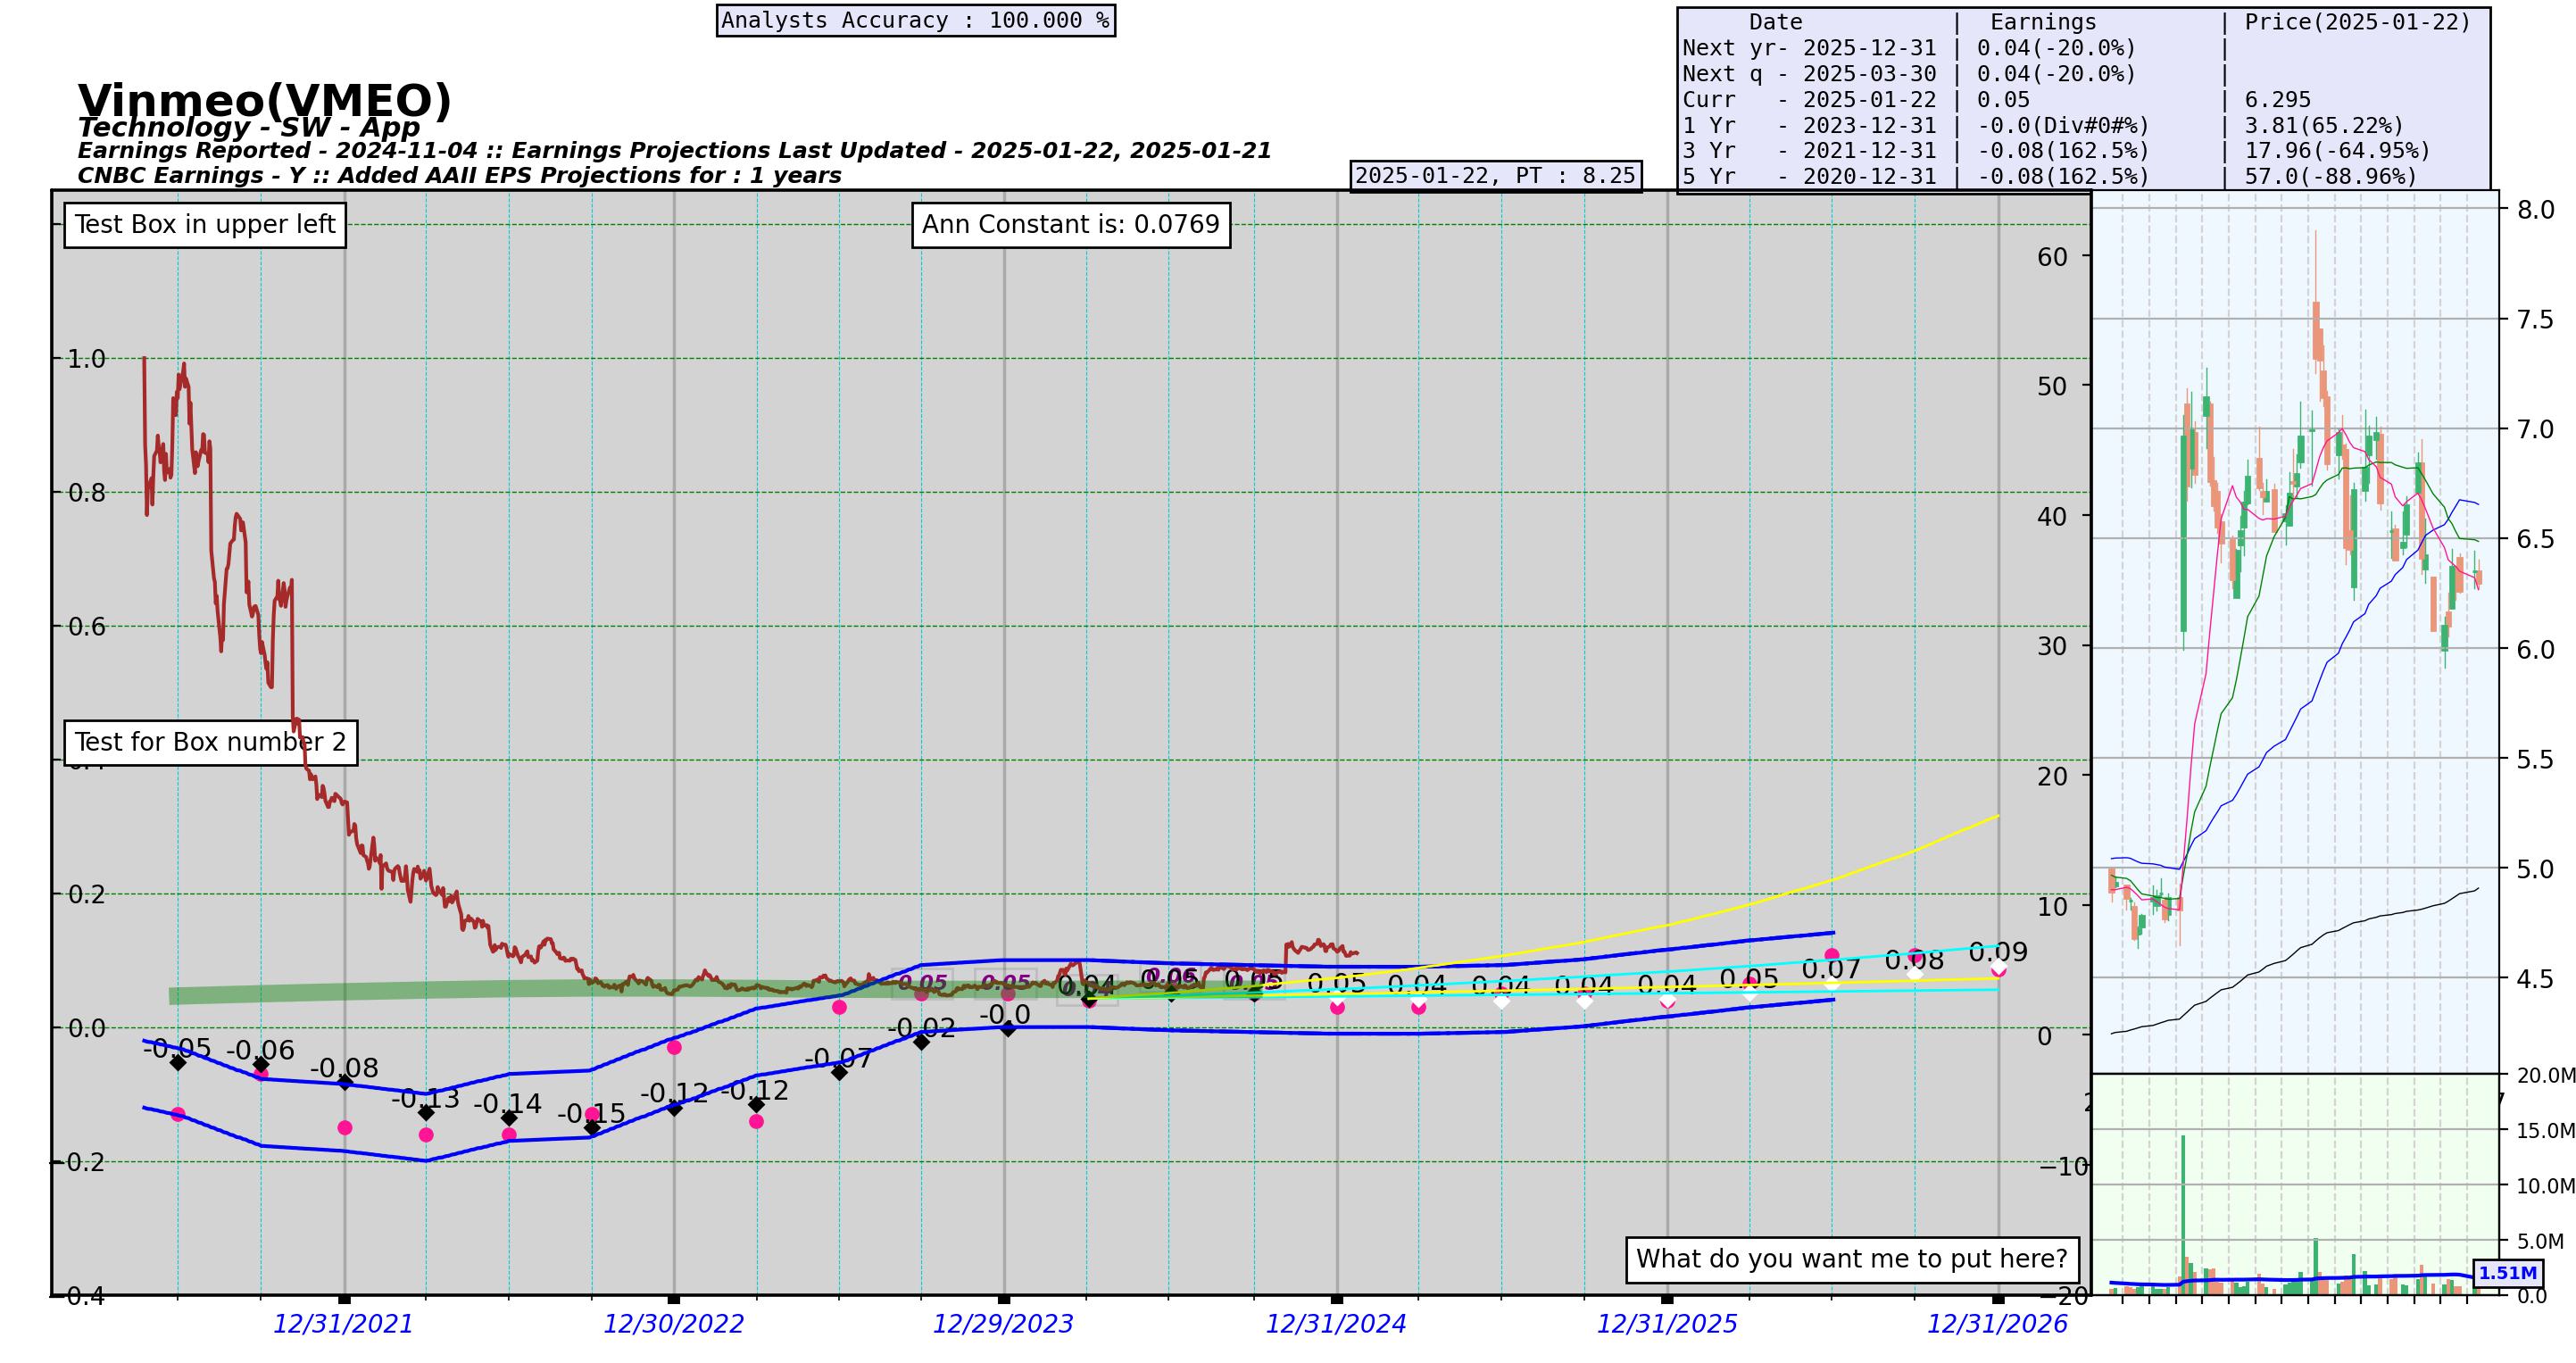 Analysts Accuracy : 100.000 %
Date | Earnings | Price(2025-01-22)
Next yr- 2025-12-31 | 0.04(-20.0%) |
Next q - 2025-03-30 | 0.04(-20.0%) |
Curr - 2025-01-22 | 0.05 | 6.295
1 Yr - 2023-12-31 | -0.0(Div#0#%) | 3.81(65.22%)
3 Yr - 2021-12-31 | -0.08(162.5%) | 17.96(-64.95%)
5 Yr - 2020-12-31 | -0.08(162.5%) | 57.0(-88.96%)
Vinmeo(VMEO)
Technology - SW - App
Earnings Reported - 2024-11-04 :: Earnings Projections Last Updated - 2025-01-22, 2025-01-21
CNBC Earnings - Y :: Added AAII EPS Projections for : 1 years
2025-01-22, PT : 8.25
Test Box in upper left
Ann Constant is: 0.0769
1.0
0.8
0.6
Test for Box number 2
0.2
0.0
−0.2
−0.4
60
50
40
30
20
10
0
−10
−20
8.0
7.5
7.0
6.5
6.0
5.5
5.0
4.5
20.0M
15.0M
10.0M
5.0M
1.51M
0.0
-0.05 -0.06 -0.08 -0.13 -0.14 -0.15 -0.12 -0.12 -0.07 -0.02 -0.0
0.05 0.05 0.04 0.05 0.04 0.04 0.04 0.04 0.05 0.07 0.08 0.09
What do you want me to put here?
12/31/2021 12/30/2022 12/29/2023 12/31/2024 12/31/2025 12/31/2026